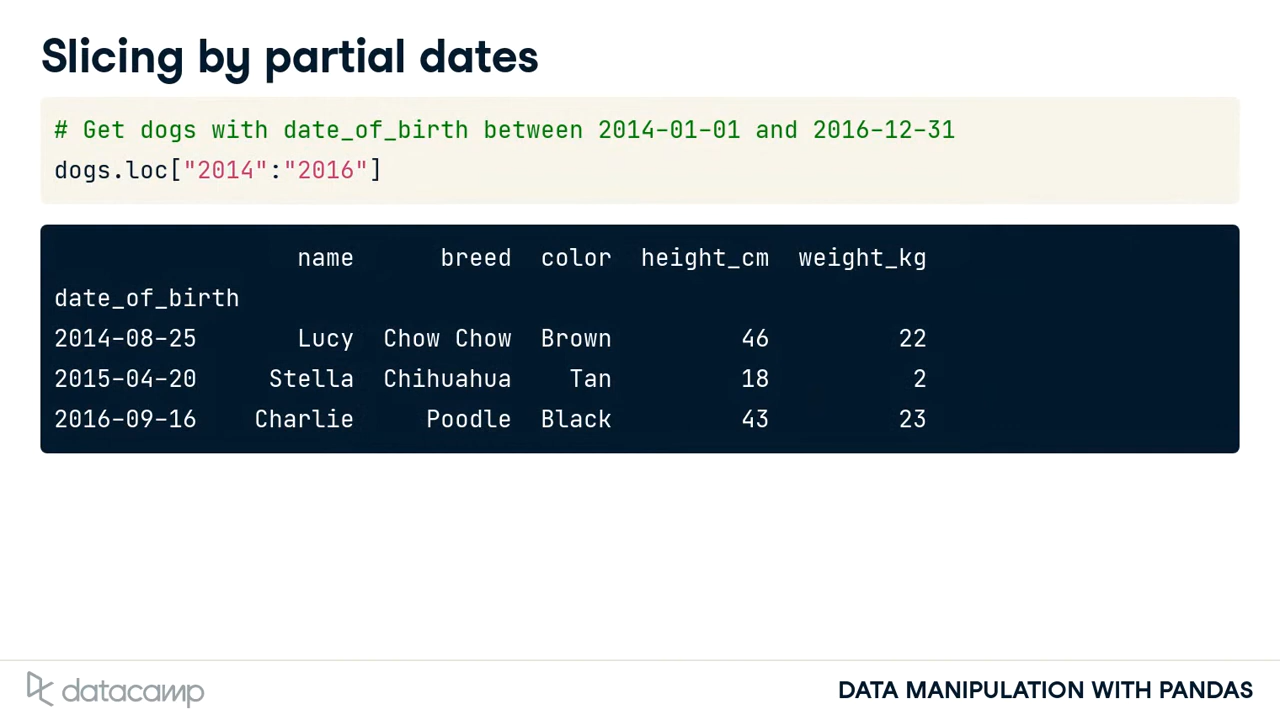 Slicing by partial dates
# Get dogs with date_of_birth between 2014-01-01 and 2016-12-31
dogs.loc["2014":"2016"]
name breed color height_cm weight_kg
date_of_birth
2014-08-25 Lucy Chow Chow Brown 46 22
2015-04-20 Stella Chihuahua Tan 18 2
2016-09-16 Charlie Poodle Black 43 23
datacamp
DATA MANIPULATION WITH PANDAS